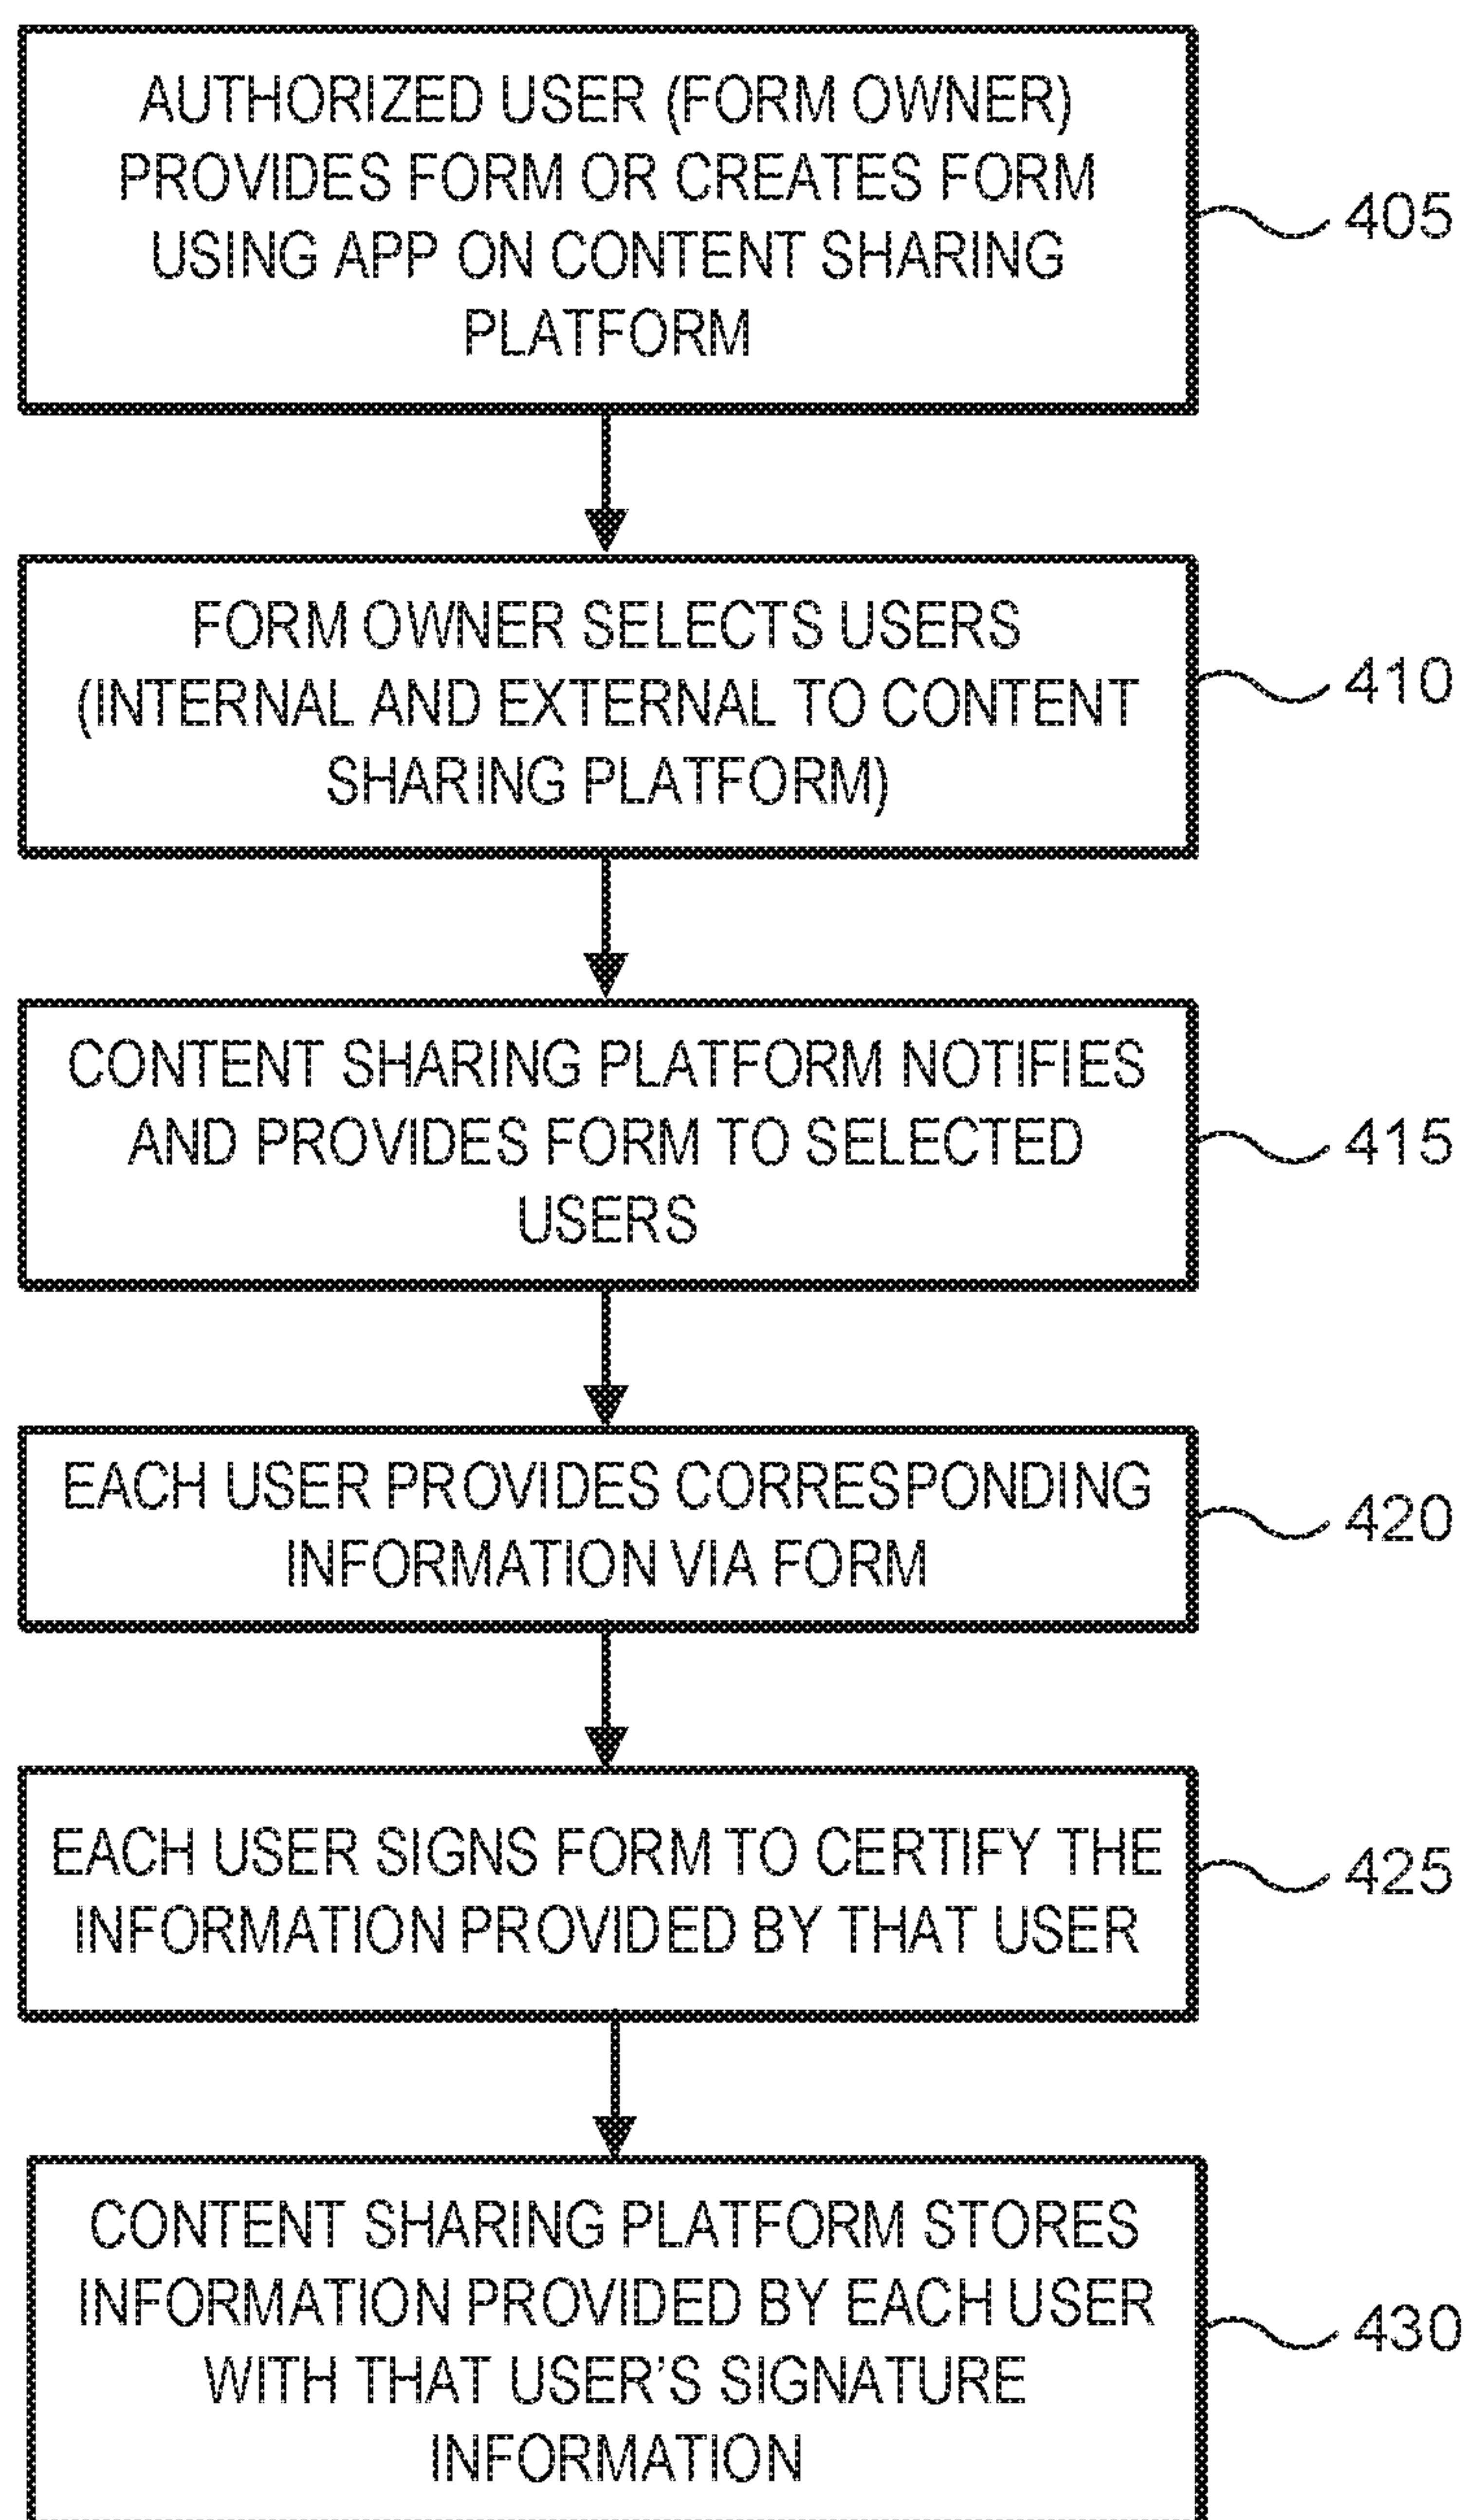 AUTHORIZED USER (FORM OWNER)
PROVIDES FORM OR CREATES FORM
USING APP ON CONTENT SHARING
PLATFORM
405
FORM OWNER SELECTS USERS
(INTERNAL AND EXTERNAL TO CONTENT
SHARING PLATFORM)
410
CONTENT SHARING PLATFORM NOTIFIES
AND PROVIDES FORM TO SELECTED
USERS
415
EACH USER PROVIDES CORRESPONDING
INFORMATION VIA FORM
420
EACH USER SIGNS FORM TO CERTIFY THE
INFORMATION PROVIDED BY THAT USER
425
CONTENT SHARING PLATFORM STORES
INFORMATION PROVIDED BY EACH USER
WITH THAT USER'S SIGNATURE
INFORMATION
430